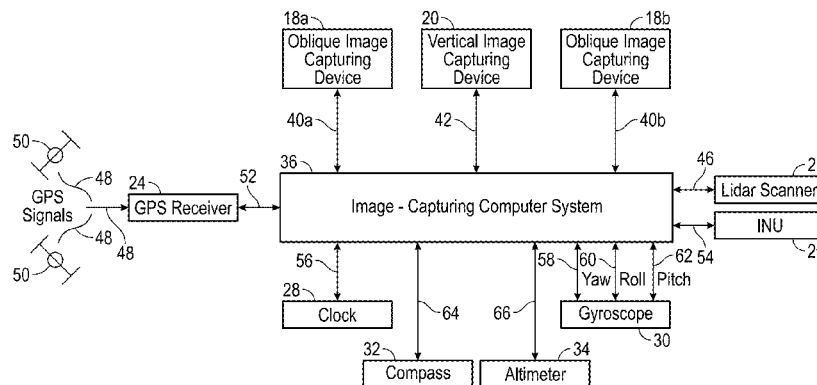 18a 20 18b
Oblique Image Capturing Device
Vertical Image Capturing Device
Oblique Image Capturing Device
40a 42 40b
50 36 46
48 24 52 2
GPS Signals
GPS Receiver
Image - Capturing Computer System
Lidar Scanner
48 48
INU
54
50 56 58 60 62 2
Yaw Roll Pitch
28 64 66
Clock
Gyroscope
32 34 30
Compass
Altimeter